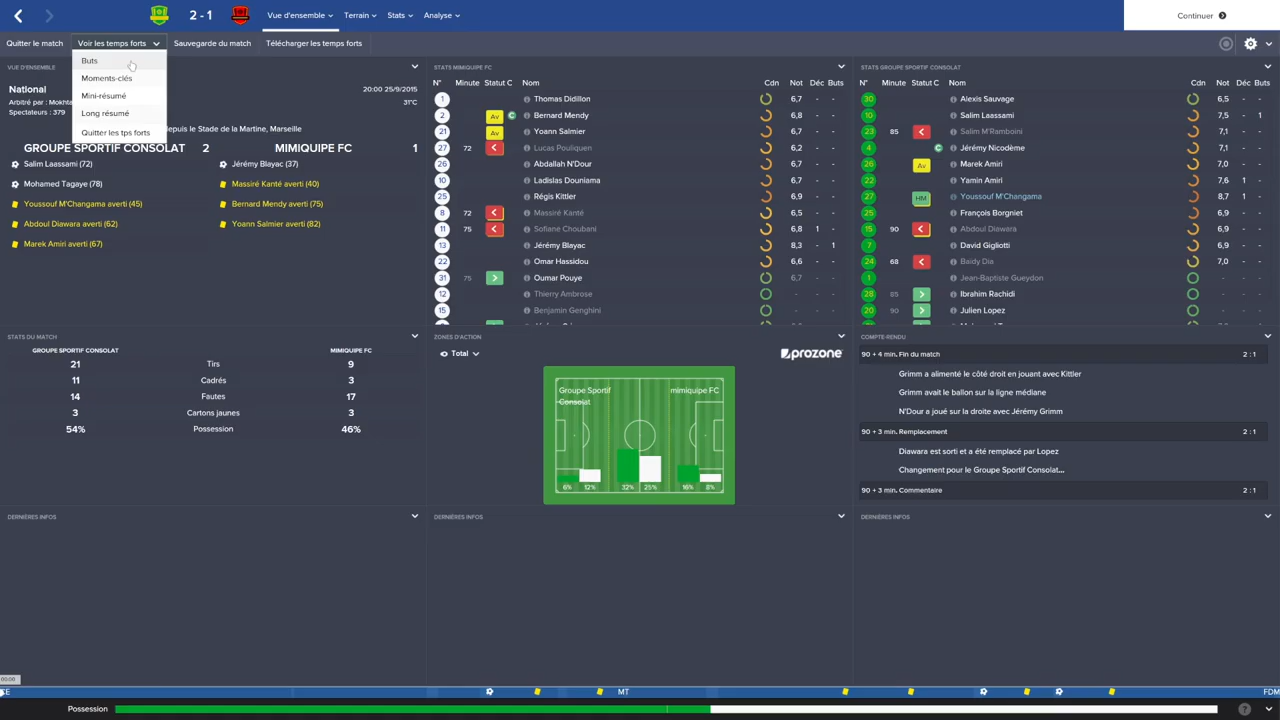 2 - 1
Vue d'ensemble
Terrain
Stats
Analyse
Continuer
Quitter le match
Voir les temps forts
Sauvegarde du match
Télécharger les temps forts
Buts
Moments-clés
Mini-résumé
Long résumé
Quitter les tps forts
VUE D'ENSEMBLE
National
20:00 25/9/2015
Arbitré par : Mokhta
31°C
Spectateurs : 379
depuis le Stade de la Martine, Marseille
GROUPE SPORTIF CONSOLAT 2 MIMIQUIPE FC 1
Salim Laassami (72) Jérémy Blayac (37)
Mohamed Tagaye (78) Massiré Kanté averti (40)
Youssouf M'Changama averti (45) Bernard Mendy averti (75)
Abdoul Diawara averti (62) Yoann Salmier averti (82)
Marek Amiri averti (67)
STATS MIMIQUIPE FC
N° Minute Statut C Nom Cdn Not Déc Buts
1 Thomas Didillon 6,7 - -
2 Av C Bernard Mendy 6,8 - -
21 Av Yoann Salmier 6,7 - -
27 72 Lucas Pouliquen 6,2 - -
26 Abdallah N'Dour 6,7 - -
10 Ladislas Douniama 6,7 - -
25 Régis Kittler 6,9 - -
8 72 Massiré Kanté 6,5 - -
11 75 Sofiane Choubani 6,8 1 -
13 Jérémy Blayac 8,3 - 1
22 Omar Hassidou 6,6 - -
31 75 Oumar Pouye 6,7 - -
12 Thierry Ambrose - - -
15 Benjamin Genghini - - -
STATS GROUPE SPORTIF CONSOLAT
N° Minute Statut C Nom Cdn Not Déc Buts
30 Alexis Sauvage 6,5 - -
10 Salim Laassami 7,5 - 1
23 85 Salim M'Ramboini 7,1 - -
4 C Jérémy Nicodème 7,1 - -
26 Av Marek Amiri 7,0 - -
22 Yamin Amiri 7,6 1 -
27 HM Youssouf M'Changama 8,7 1 -
25 François Borgniet 6,9 - -
15 90 Abdoul Diawara 6,9 - -
7 David Gigliotti 6,9 - -
24 68 Baïdy Dia 7,0 - -
1 Jean-Baptiste Gueydon - - -
28 85 Ibrahim Rachidi - - -
20 90 Julien Lopez - - -
STATS DU MATCH
GROUPE SPORTIF CONSOLAT MIMIQUIPE FC
21 Tirs 9
11 Cadrés 3
14 Fautes 17
3 Cartons jaunes 3
54% Possession 46%
ZONES D'ACTION
Total
prozone
Groupe Sportif Consolat
mimiquipe FC
6% 12% 32% 25% 16% 8%
COMPTE-RENDU
90 + 4 min. Fin du match 2 : 1
Grimm a alimenté le côté droit en jouant avec Kittler
Grimm avait le ballon sur la ligne médiane
N'Dour a joué sur la droite avec Jérémy Grimm
90 + 3 min. Remplacement 2 : 1
Diawara est sorti et a été remplacé par Lopez
Changement pour le Groupe Sportif Consolat...
90 + 3 min. Commentaire 2 : 1
DERNIÈRES INFOS
DERNIÈRES INFOS
DERNIÈRES INFOS
00:00
CE MT FDM
Possession